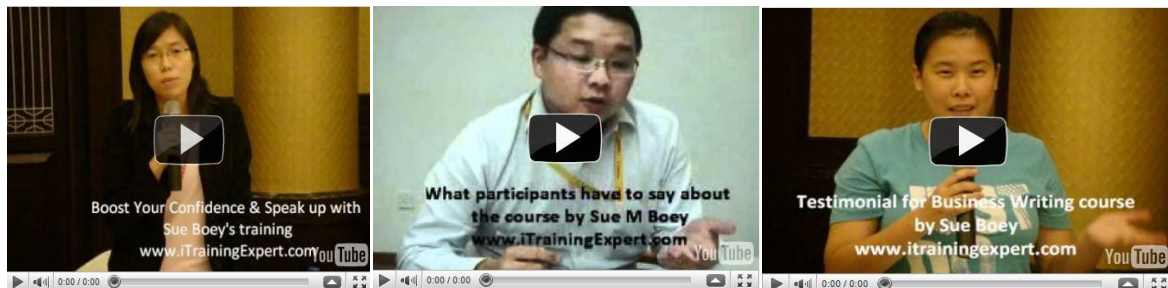 Boost Your Confidence & Speak up with
Sue Boey's training
www.iTrainingExpert.com
YouTube
0:00 / 0:00
What participants have to say about
the course by Sue M Boey
www.iTrainingExpert.com
YouTube
0:00 / 0:00
Testimonial for Business Writing course
by Sue Boey
www.itrainingexpert.com
YouTube
0:00 / 0:00